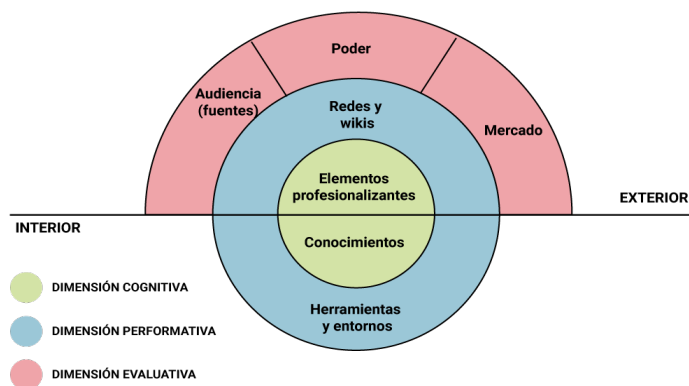 Poder
Audiencia
(fuentes)
Redes y
wikis
Mercado
Elementos
profesionalizantes
EXTERIOR
INTERIOR
Conocimientos
DIMENSIÓN COGNITIVA
Herramientas
y entornos
DIMENSIÓN PERFORMATIVA
DIMENSIÓN EVALUATIVA